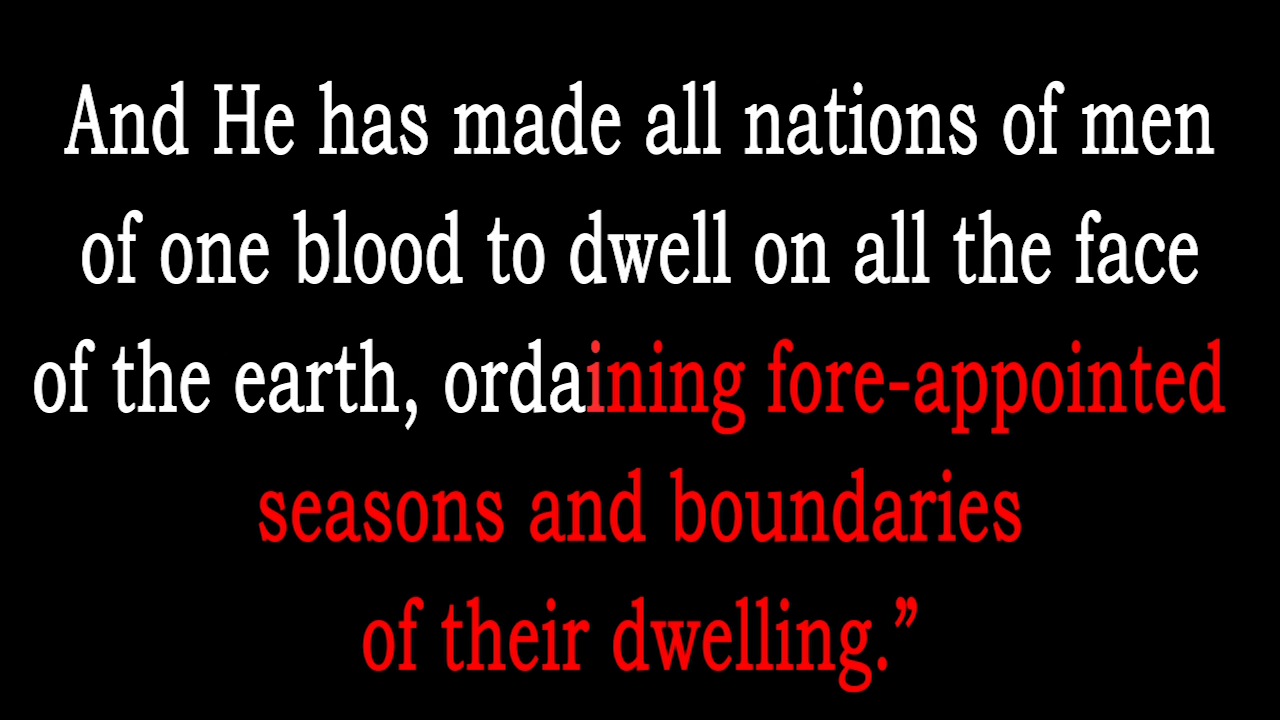 And He has made all nations of men
of one blood to dwell on all the face
of the earth, ordaining fore-appointed
seasons and boundaries
of their dwelling.”